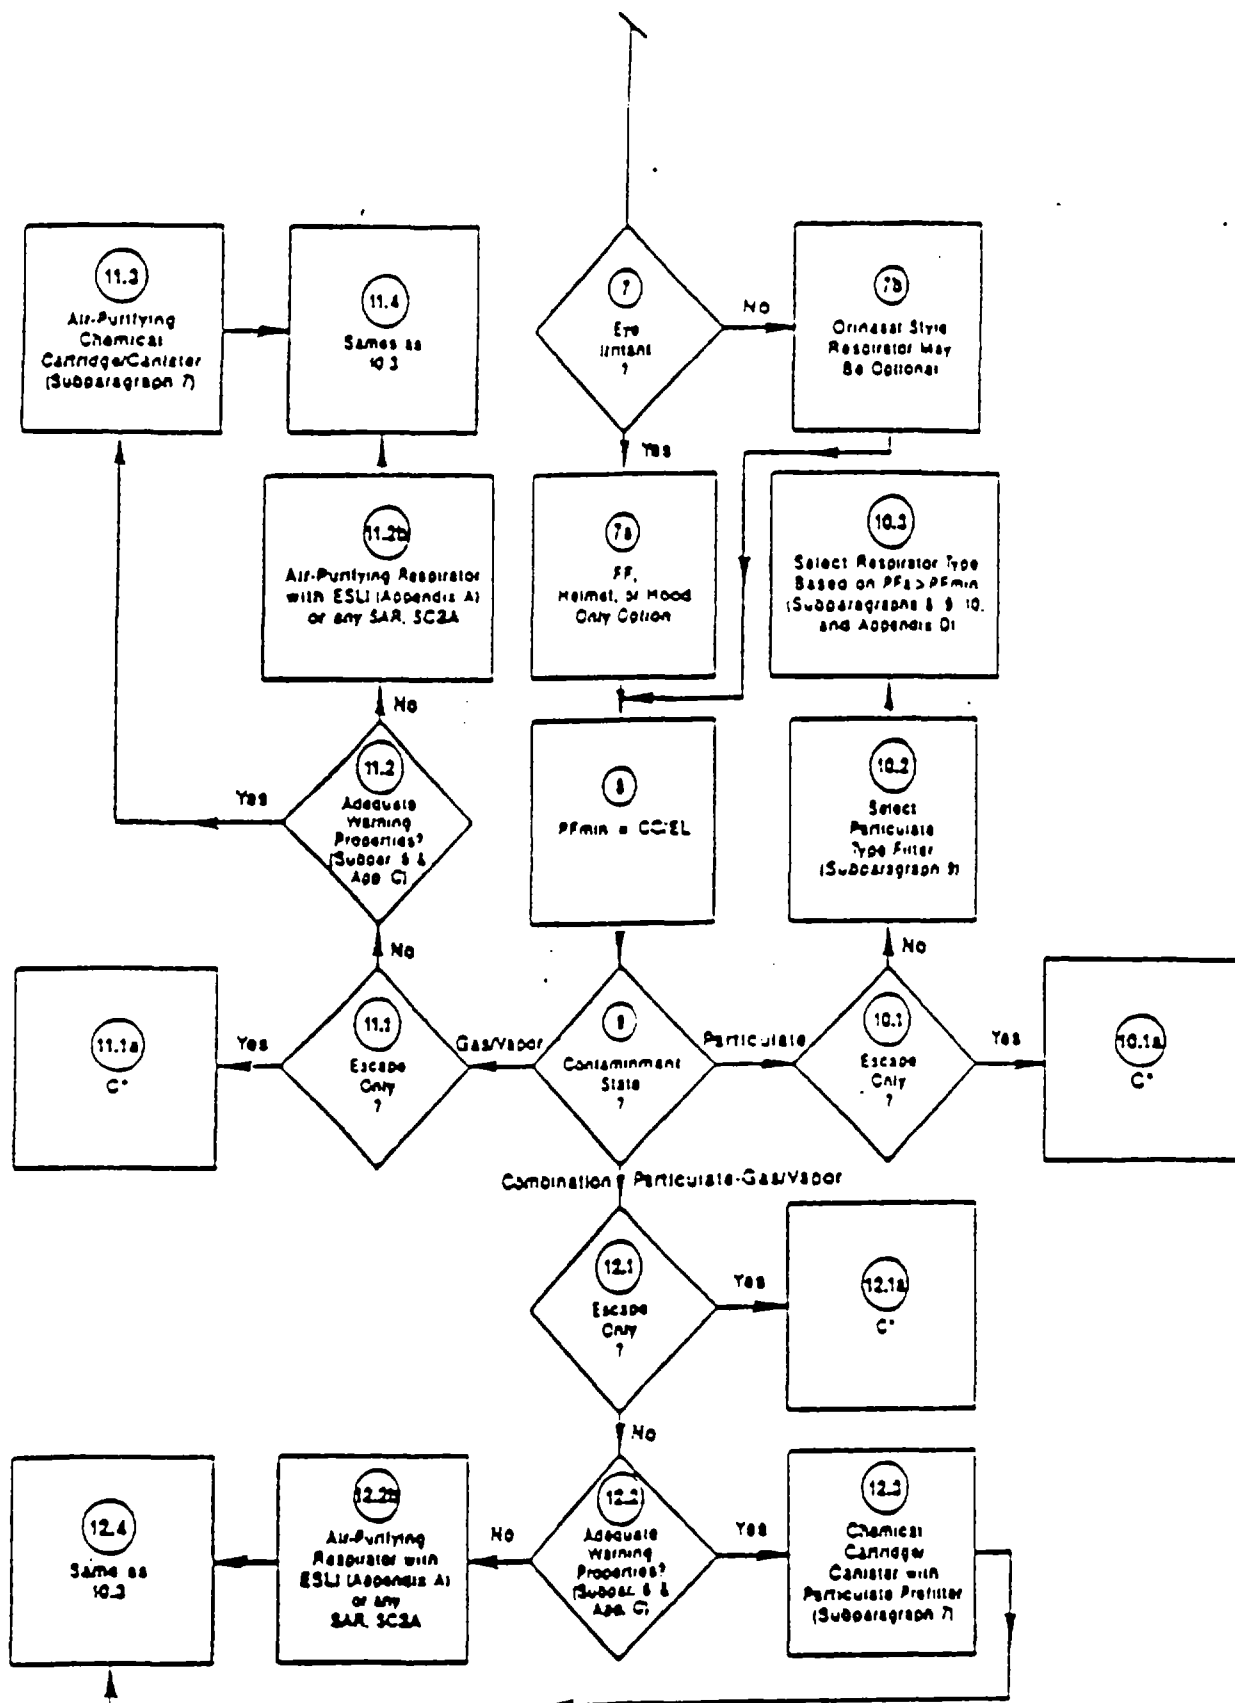 7
Eye
Irritant
?
No
7b
Orinasal Style
Respirator May
Be Optional
Yes
7a
FF,
Helmet, or Hood
Only Option
8
PFmin = CC/EL
9
Containment
State
?
Gas/Vapor
Particulate
Combination Particulate-Gas/Vapor
10.1
Escape
Only
?
Yes
10.1a
C*
No
10.2
Select
Particulate
Type Filter
(Subparagraph 9)
10.3
Select Respirator Type
Based on PFa > PFmin
(Subparagraphs 8, 9, 10,
and Appendix D)
11.1
Escape
Only
?
Yes
11.1a
C*
No
11.2
Adequate
Warning
Properties?
(Subpar. 6 &
App. C)
Yes
No
11.2b
Air-Purifying Respirator
with ESLI (Appendix A)
or any SAR, SCBA
11.3
Air-Purifying
Chemical
Cartridge/Canister
(Subparagraph 7)
11.4
Same as
10.3
12.1
Escape
Only
?
Yes
12.1a
C*
No
12.2
Adequate
Warning
Properties?
(Subpar. 6 &
App. C)
No
12.2b
Air-Purifying
Respirator with
ESLI (Appendix A)
or any
SAR, SCBA
Yes
12.3
Chemical
Cartridge/
Canister with
Particulate Prefilter
(Subparagraph 7)
12.4
Same as
10.3